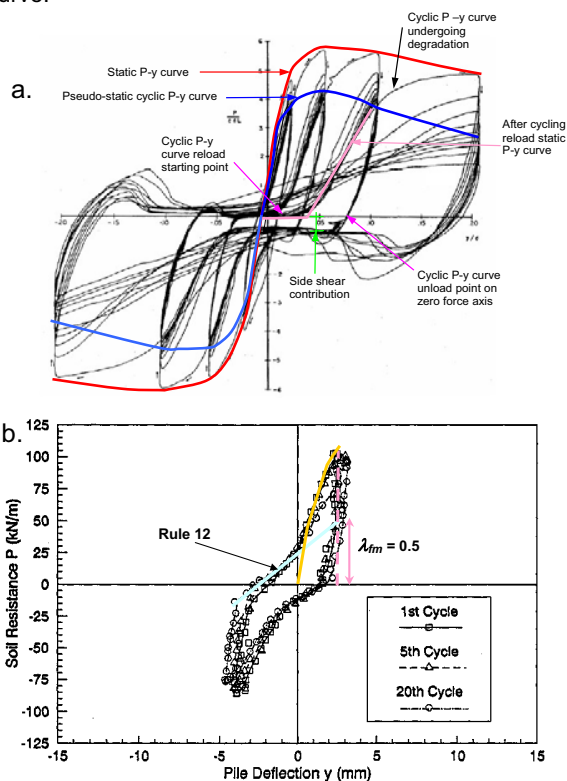 urve.
a.
Cyclic P –y curve
undergoing
degradation
Static P-y curve
Pseudo-static cyclic P-y curve
After cycling
reload static
P-y curve
Cyclic P-y
curve reload
starting point
Side shear
contribution
Cyclic P-y curve
unload point on
zero force axis
b.
Soil Resistance P (kN/m)
125
100
75
50
25
0
-25
-50
-75
-100
-125
Rule 12
λfm = 0.5
1st Cycle
5th Cycle
20th Cycle
-15
-10
-5
0
5
10
15
Pile Deflection y (mm)